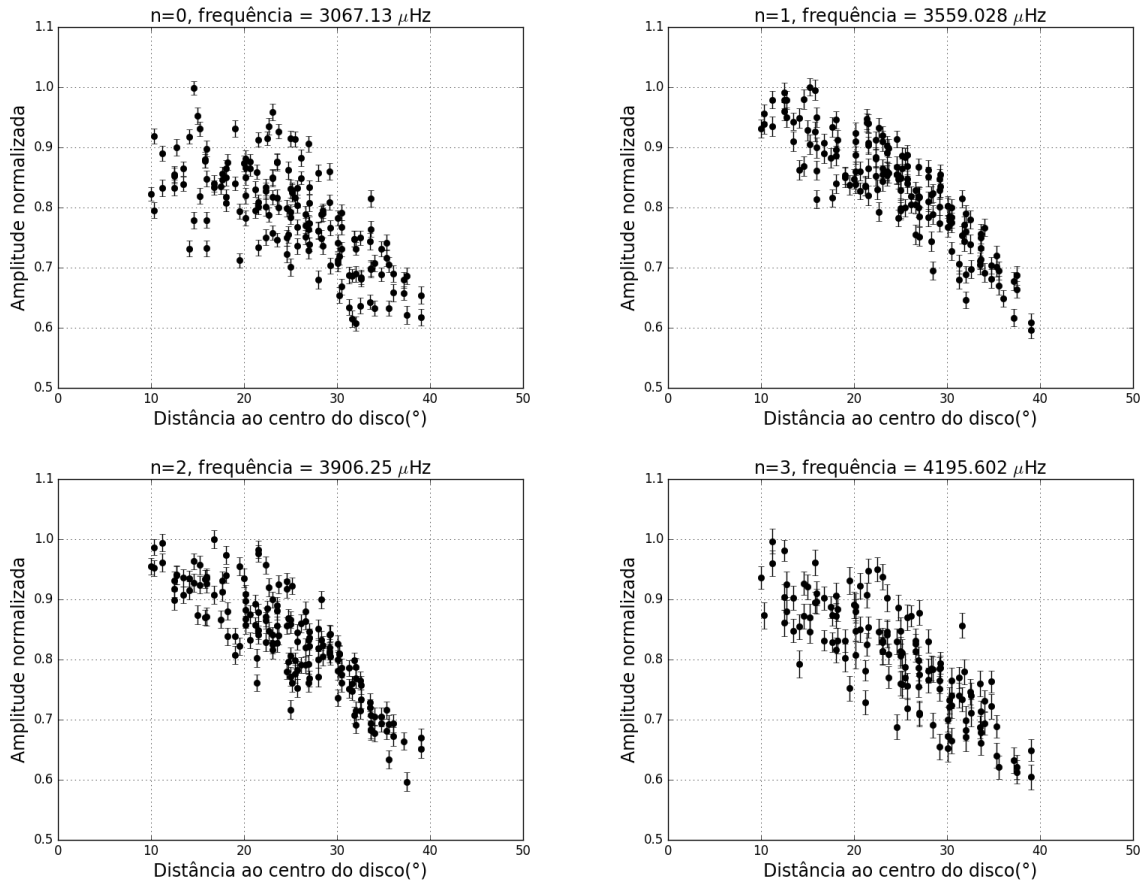 n=0, frequência = 3067.13 μHz
1.1
1.0
0.9
0.8
0.7
0.6
0.5
Amplitude normalizada
0 10 20 30 40 50
Distância ao centro do disco(°)
n=1, frequência = 3559.028 μHz
1.1
1.0
0.9
0.8
0.7
0.6
0.5
Amplitude normalizada
0 10 20 30 40 50
Distância ao centro do disco(°)
n=2, frequência = 3906.25 μHz
1.1
1.0
0.9
0.8
0.7
0.6
0.5
Amplitude normalizada
0 10 20 30 40 50
Distância ao centro do disco(°)
n=3, frequência = 4195.602 μHz
1.1
1.0
0.9
0.8
0.7
0.6
0.5
Amplitude normalizada
0 10 20 30 40 50
Distância ao centro do disco(°)